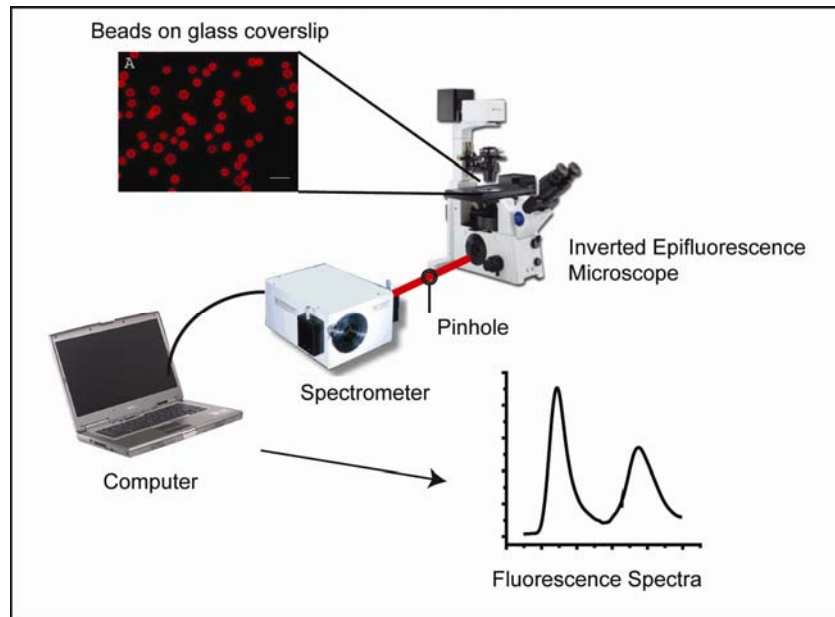 Beads on glass coverslip
A
Inverted Epifluorescence
Microscope
Pinhole
Spectrometer
Computer
Fluorescence Spectra